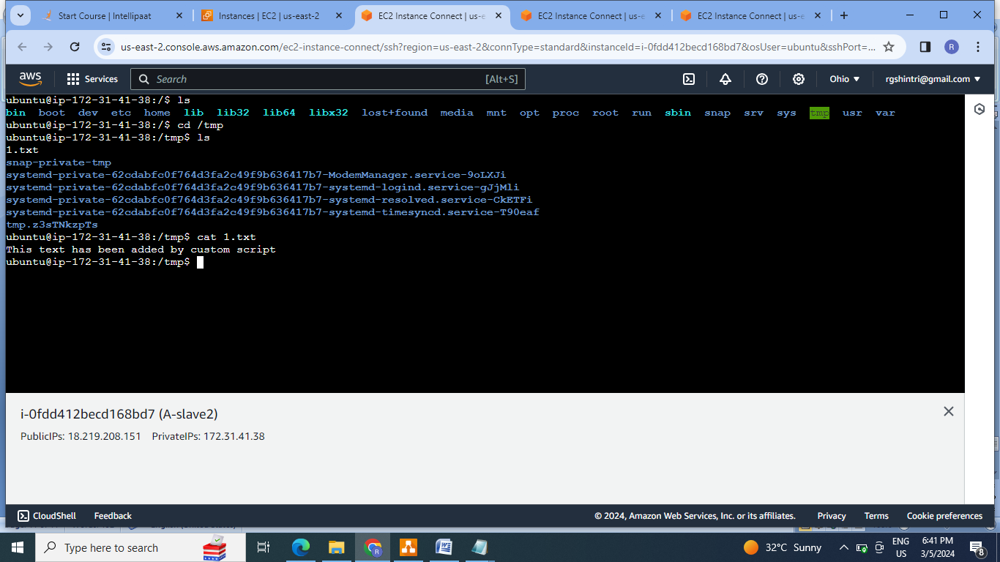 Start Course | Intellipaat
Instances | EC2 | us-east-2
EC2 Instance Connect | us-e
EC2 Instance Connect | us-e
EC2 Instance Connect | us-e
us-east-2.console.aws.amazon.com/ec2-instance-connect/ssh?region=us-east-2&connType=standard&instanceId=i-0fdd412becd168bd7&osUser=ubuntu&sshPort=...
R
aws Services Search [Alt+S] Ohio rgshintri@gmail.com
ubuntu@ip-172-31-41-38:/$ ls
bin boot dev etc home lib lib32 lib64 libx32 lost+found media mnt opt proc root run sbin snap srv sys tmp usr var
ubuntu@ip-172-31-41-38:/$ cd /tmp
ubuntu@ip-172-31-41-38:/tmp$ ls
1.txt
snap-private-tmp
systemd-private-62cdabfc0f764d3fa2c49f9b636417b7-ModemManager.service-9oLXJi
systemd-private-62cdabfc0f764d3fa2c49f9b636417b7-systemd-logind.service-gJjMli
systemd-private-62cdabfc0f764d3fa2c49f9b636417b7-systemd-resolved.service-CkETFi
systemd-private-62cdabfc0f764d3fa2c49f9b636417b7-systemd-timesyncd.service-T90eaf
tmp.z3sTNkzpTs
ubuntu@ip-172-31-41-38:/tmp$ cat 1.txt
This text has been added by custom script
ubuntu@ip-172-31-41-38:/tmp$
i-0fdd412becd168bd7 (A-slave2)
PublicIPs: 18.219.208.151 PrivateIPs: 172.31.41.38
CloudShell Feedback © 2024, Amazon Web Services, Inc. or its affiliates. Privacy Terms Cookie preferences
Type here to search
32°C Sunny
ENG
US
6:41 PM
3/5/2024
8